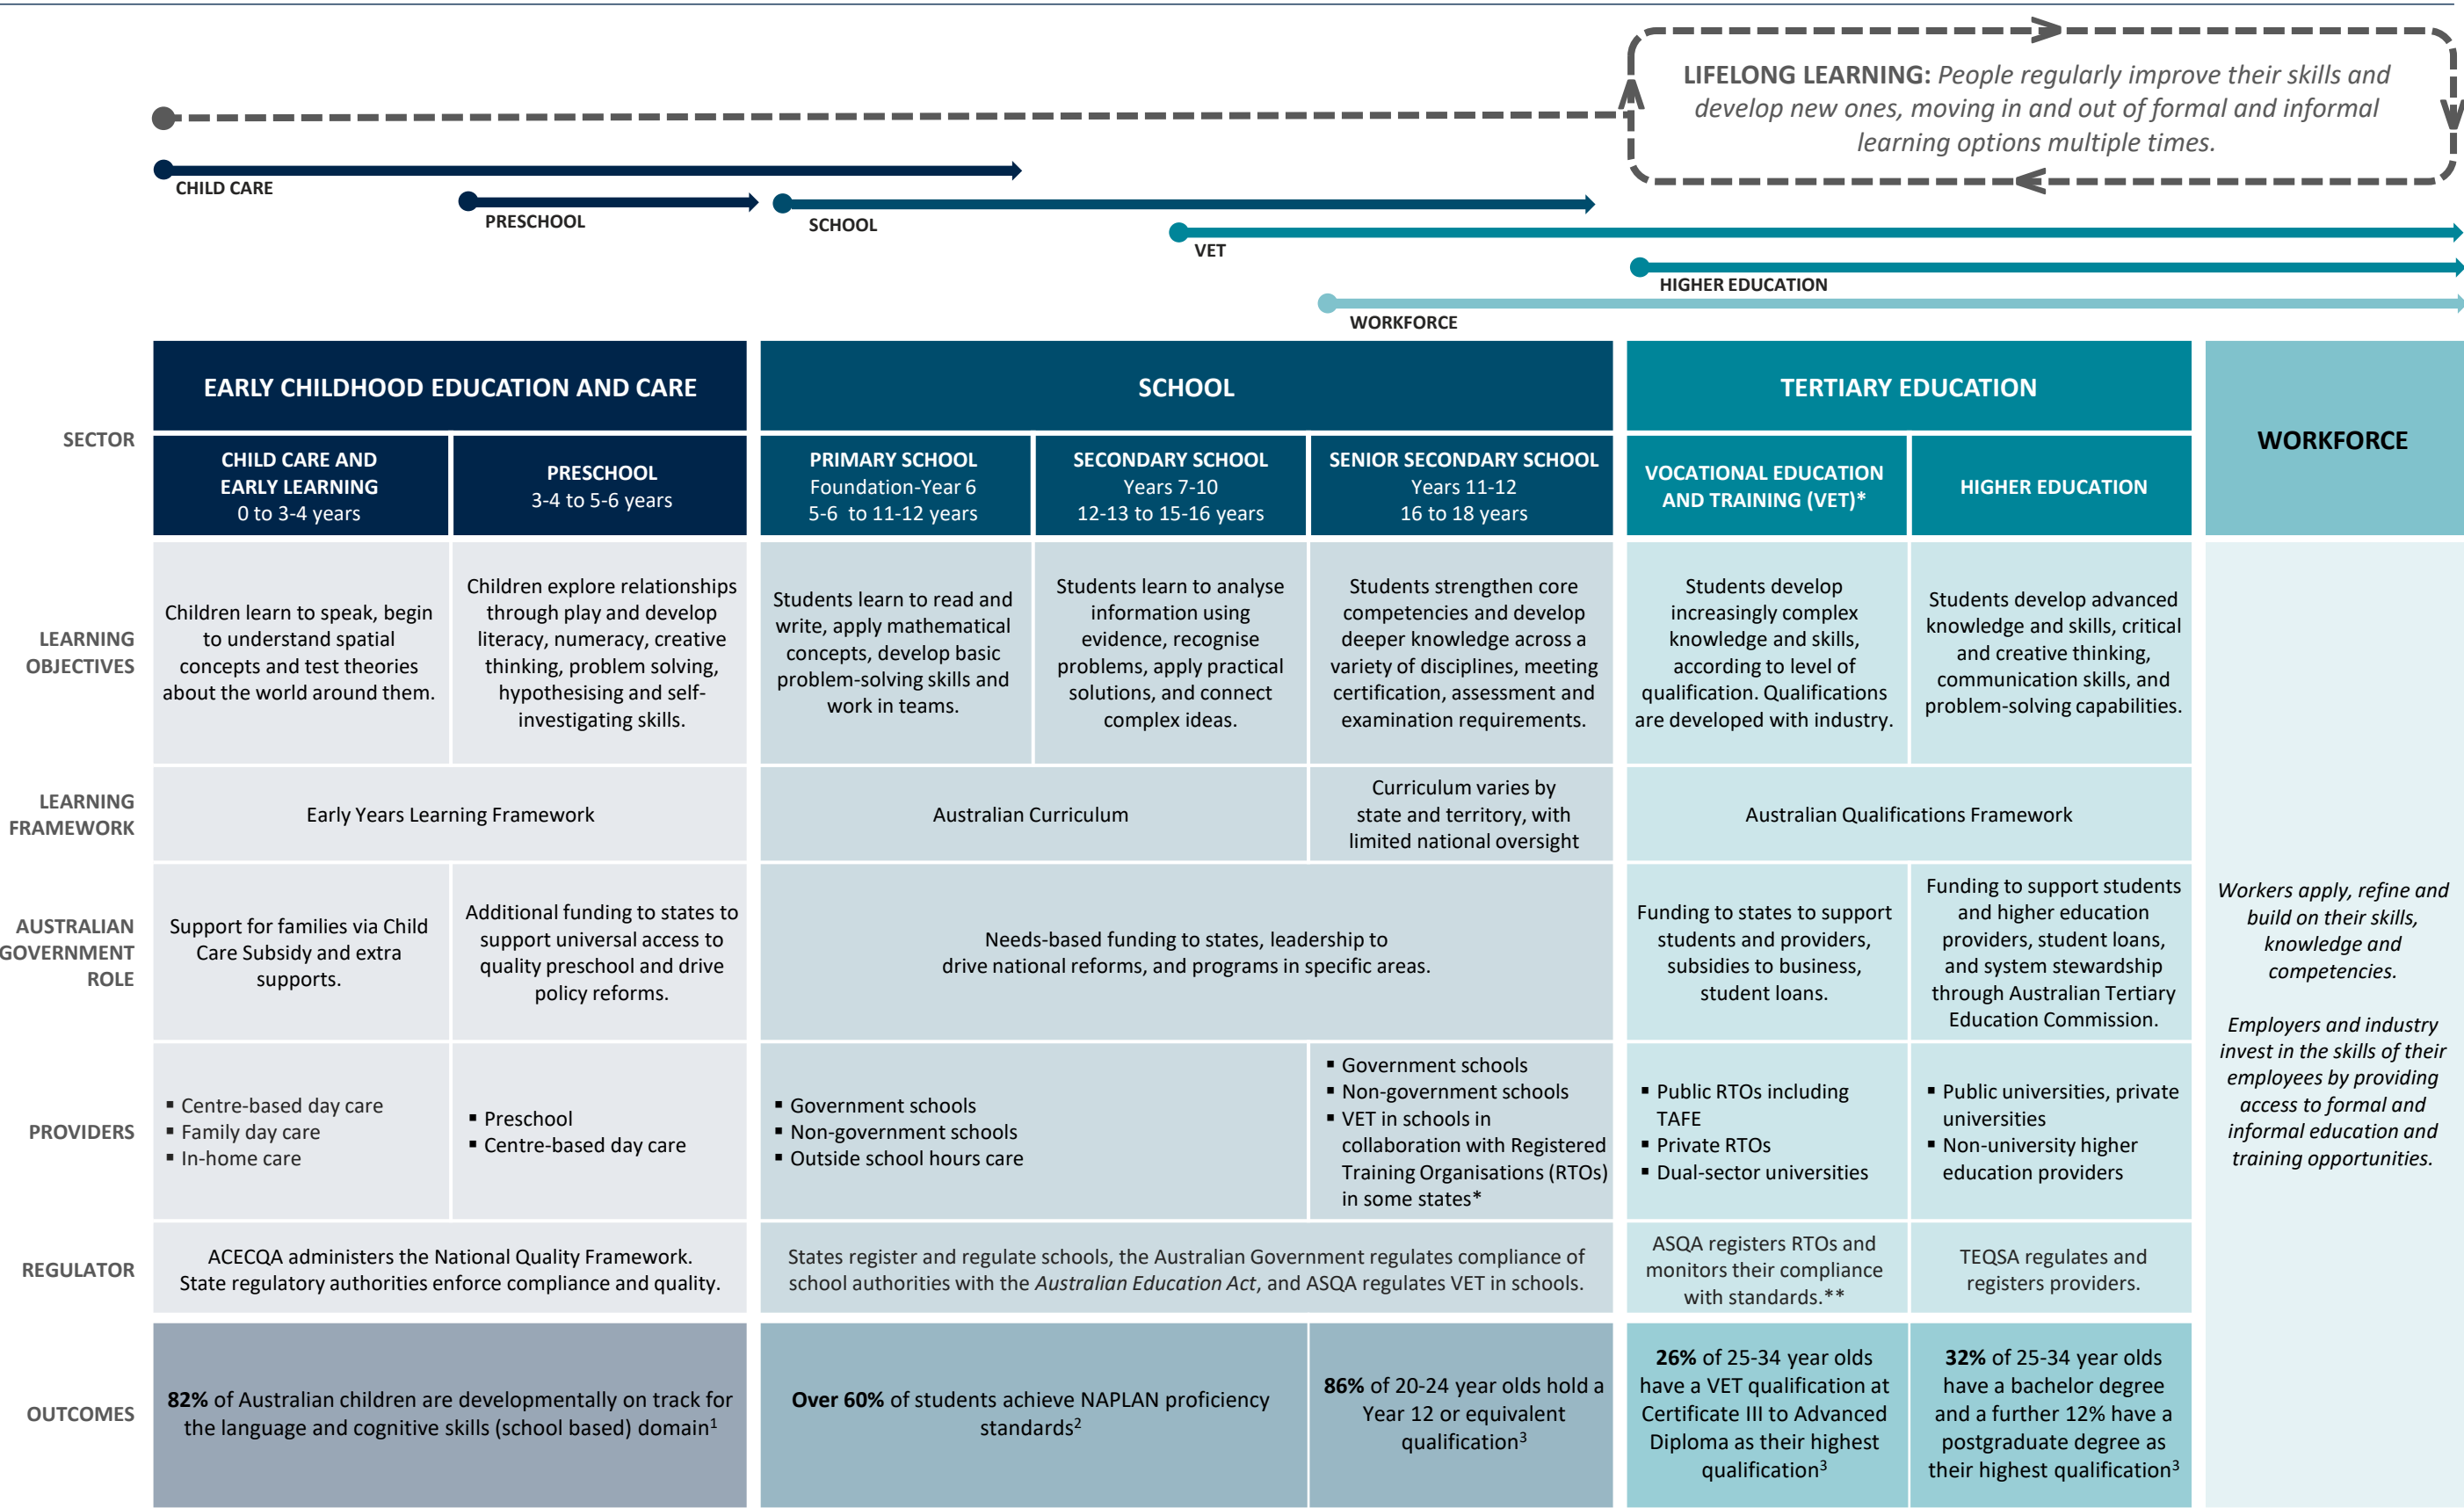 LIFELONG LEARNING: People regularly improve their skills and
develop new ones, moving in and out of formal and informal
learning options multiple times.
CHILD CARE
PRESCHOOL
SCHOOL
VET
HIGHER EDUCATION
WORKFORCE
SECTOR
EARLY CHILDHOOD EDUCATION AND CARE
SCHOOL
TERTIARY EDUCATION
WORKFORCE
CHILD CARE AND
EARLY LEARNING
0 to 3-4 years
PRESCHOOL
3-4 to 5-6 years
PRIMARY SCHOOL
Foundation-Year 6
5-6 to 11-12 years
SECONDARY SCHOOL
Years 7-10
12-13 to 15-16 years
SENIOR SECONDARY SCHOOL
Years 11-12
16 to 18 years
VOCATIONAL EDUCATION
AND TRAINING (VET)*
HIGHER EDUCATION
LEARNING
OBJECTIVES
Children learn to speak, begin
to understand spatial
concepts and test theories
about the world around them.
Children explore relationships
through play and develop
literacy, numeracy, creative
thinking, problem solving,
hypothesising and self-
investigating skills.
Students learn to read and
write, apply mathematical
concepts, develop basic
problem-solving skills and
work in teams.
Students learn to analyse
information using
evidence, recognise
problems, apply practical
solutions, and connect
complex ideas.
Students strengthen core
competencies and develop
deeper knowledge across a
variety of disciplines, meeting
certification, assessment and
examination requirements.
Students develop
increasingly complex
knowledge and skills,
according to level of
qualification. Qualifications
are developed with industry.
Students develop advanced
knowledge and skills, critical
and creative thinking,
communication skills, and
problem-solving capabilities.
LEARNING
FRAMEWORK
Early Years Learning Framework
Australian Curriculum
Curriculum varies by
state and territory, with
limited national oversight
Australian Qualifications Framework
AUSTRALIAN
GOVERNMENT
ROLE
Support for families via Child
Care Subsidy and extra
supports.
Additional funding to states to
support universal access to
quality preschool and drive
policy reforms.
Needs-based funding to states, leadership to
drive national reforms, and programs in specific areas.
Funding to states to support
students and providers,
subsidies to business,
student loans.
Funding to support students
and higher education
providers, student loans,
and system stewardship
through Australian Tertiary
Education Commission.
Workers apply, refine and
build on their skills,
knowledge and
competencies.
Employers and industry
invest in the skills of their
employees by providing
access to formal and
informal education and
training opportunities.
PROVIDERS
▪ Centre-based day care
▪ Family day care
▪ In-home care
▪ Preschool
▪ Centre-based day care
▪ Government schools
▪ Non-government schools
▪ Outside school hours care
▪ Government schools
▪ Non-government schools
▪ VET in schools in
collaboration with Registered
Training Organisations (RTOs)
in some states*
▪ Public RTOs including
TAFE
▪ Private RTOs
▪ Dual-sector universities
▪ Public universities, private
universities
▪ Non-university higher
education providers
REGULATOR
ACECQA administers the National Quality Framework.
State regulatory authorities enforce compliance and quality.
States register and regulate schools, the Australian Government regulates compliance of
school authorities with the Australian Education Act, and ASQA regulates VET in schools.
ASQA registers RTOs and
monitors their compliance
with standards.**
TEQSA regulates and
registers providers.
OUTCOMES
82% of Australian children are developmentally on track for
the language and cognitive skills (school based) domain¹
Over 60% of students achieve NAPLAN proficiency
standards²
86% of 20-24 year olds hold a
Year 12 or equivalent
qualification³
26% of 25-34 year olds
have a VET qualification at
Certificate III to Advanced
Diploma as their highest
qualification³
32% of 25-34 year olds
have a bachelor degree
and a further 12% have a
postgraduate degree as
their highest qualification³